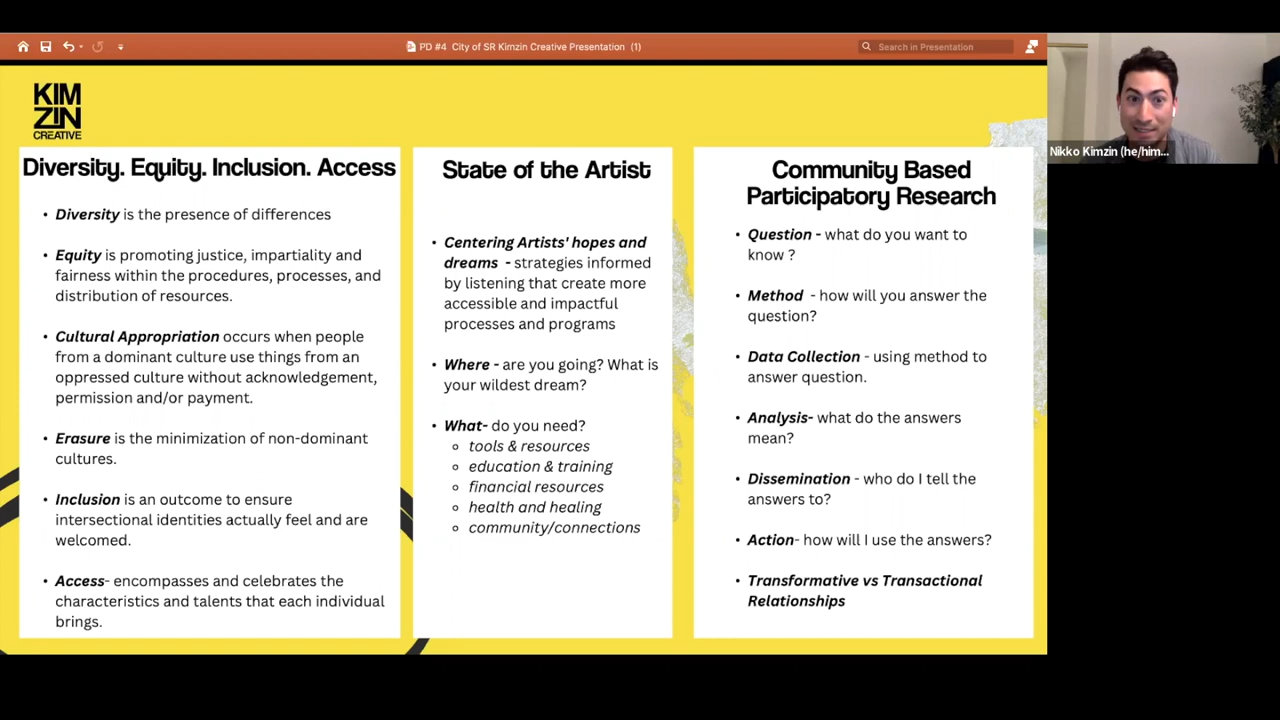 PD #4 City of SR Kimzin Creative Presentation (1)
Search in Presentation
KIM
ZIN
CREATIVE
Nikko Kimzin (he/him...
Diversity. Equity. Inclusion. Access
• Diversity is the presence of differences
• Equity is promoting justice, impartiality and
fairness within the procedures, processes, and
distribution of resources.
• Cultural Appropriation occurs when people
from a dominant culture use things from an
oppressed culture without acknowledgement,
permission and/or payment.
• Erasure is the minimization of non-dominant
cultures.
• Inclusion is an outcome to ensure
intersectional identities actually feel and are
welcomed.
• Access- encompasses and celebrates the
characteristics and talents that each individual
brings.
State of the Artist
• Centering Artists' hopes and
dreams - strategies informed
by listening that create more
accessible and impactful
processes and programs
• Where - are you going? What is
your wildest dream?
• What- do you need?
◦ tools & resources
◦ education & training
◦ financial resources
◦ health and healing
◦ community/connections
Community Based
Participatory Research
• Question - what do you want to
know ?
• Method - how will you answer the
question?
• Data Collection - using method to
answer question.
• Analysis- what do the answers
mean?
• Dissemination - who do I tell the
answers to?
• Action- how will I use the answers?
• Transformative vs Transactional
Relationships